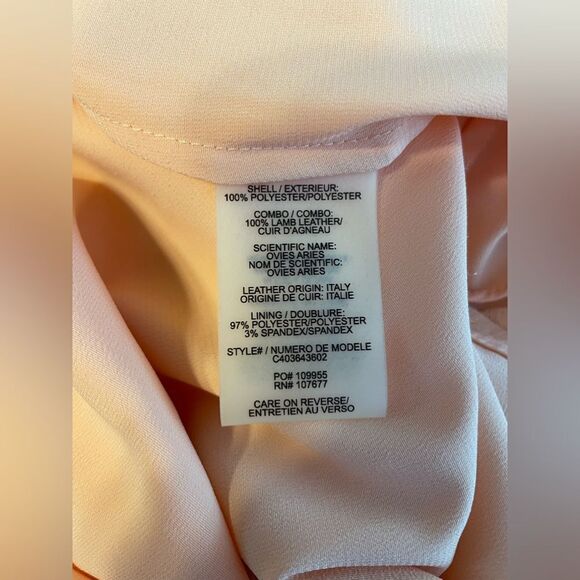 SHELL / EXTERIEUR:
100% POLYESTER/POLYESTER
COMBO / COMBO:
100% LAMB LEATHER/
CUIR D'AGNEAU
SCIENTIFIC NAME:
OVIES ARIES
NOM DE SCIENTIFIC:
OVIES ARIES
LEATHER ORIGIN: ITALY
ORIGINE DE CUIR: ITALIE
LINING / DOUBLURE:
97% POLYESTER/POLYESTER
3% SPANDEX/SPANDEX
STYLE# / NUMERO DE MODELE
C403643602
PO# 109955
RN# 107677
CARE ON REVERSE/
ENTRETIEN AU VERSO